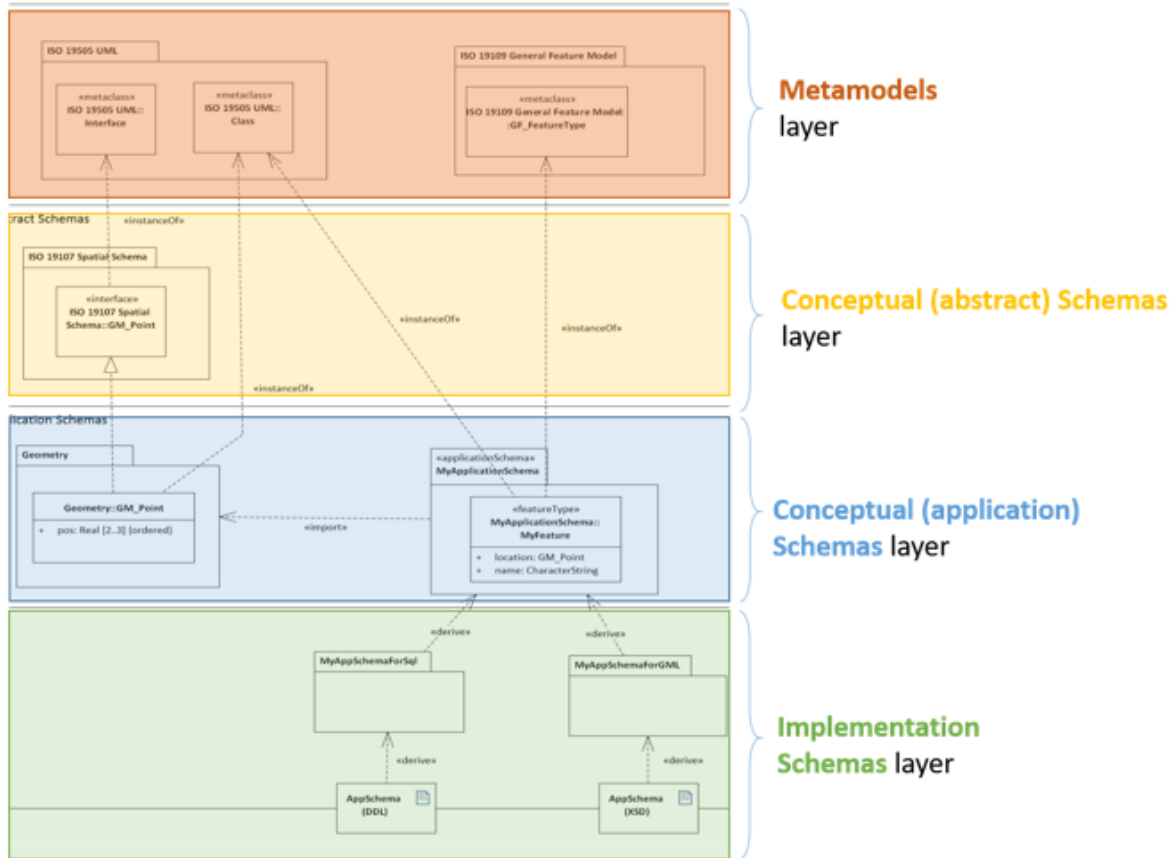 ISO 19505 UML
ISO 19109 General Feature Model
«metaclass»
ISO 19505 UML::
Interface
«metaclass»
ISO 19505 UML::
Class
«metaclass»
ISO 19109 General Feature Model:
:GF_FeatureType
Metamodels
layer
tract Schemas
«instanceOf»
ISO 19107 Spatial Schema
«interface»
ISO 19107 Spatial
Schema::GM_Point
«instanceOf»
«instanceOf»
«instanceOf»
Conceptual (abstract) Schemas
layer
lication Schemas
Geometry
Geometry::GM_Point
+ pos: Real [2..3] {ordered}
«import»
«applicationSchema»
MyApplicationSchema
«featureType»
MyApplicationSchema::
MyFeature
+ location: GM_Point
+ name: CharacterString
Conceptual (application)
Schemas layer
«derive»
«derive»
MyAppSchemaForSql
MyAppSchemaForGML
«derive»
«derive»
AppSchema
(DDL)
AppSchema
(XSD)
Implementation
Schemas layer